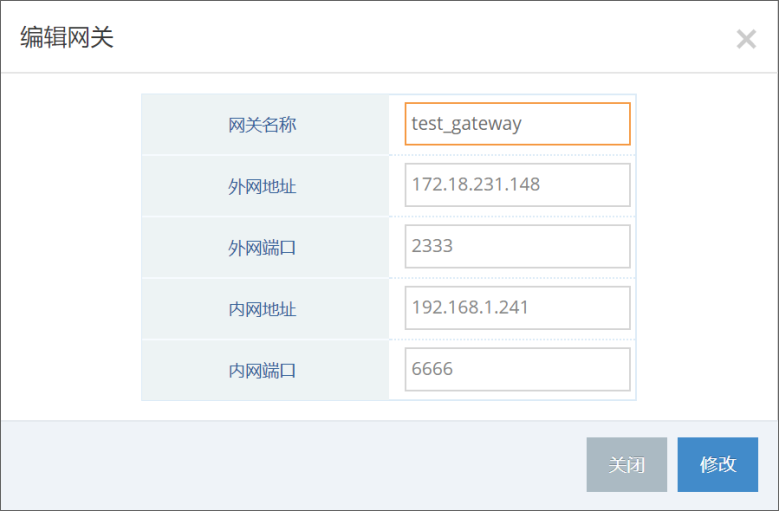 编辑网关
网关名称 test_gateway
外网地址 172.18.231.148
外网端口 2333
内网地址 192.168.1.241
内网端口 6666
关闭 修改